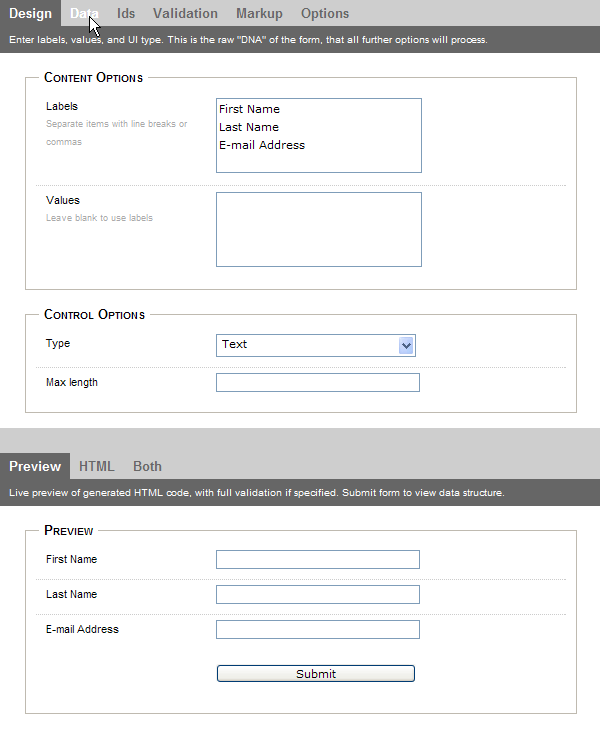 Design Data Ids Validation Markup Options
Enter labels, values, and UI type. This is the raw "DNA" of the form, that all further options will process.
Content Options
Labels
Separate items with line breaks or
commas
First Name
Last Name
E-mail Address
Values
Leave blank to use labels
Control Options
Type
Text
Max length
Preview HTML Both
Live preview of generated HTML code, with full validation if specified. Submit form to view data structure.
Preview
First Name
Last Name
E-mail Address
Submit